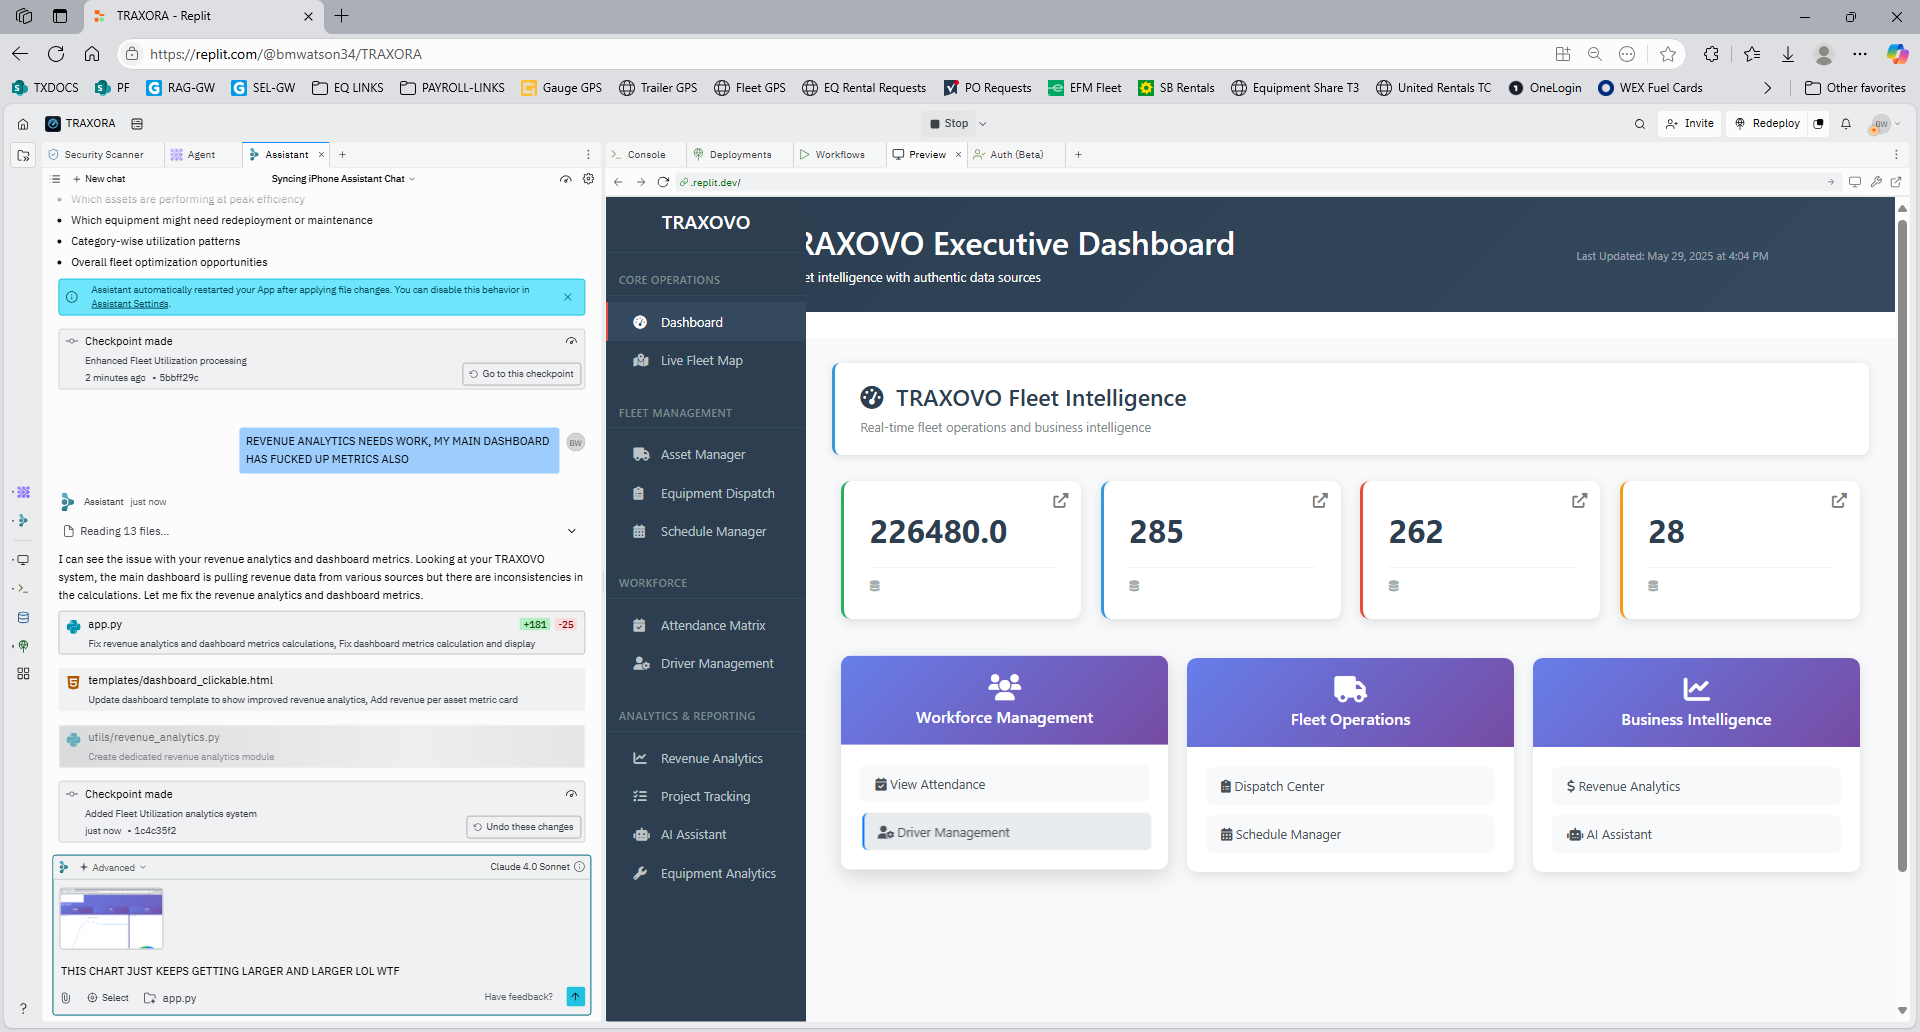 TRAXORA - Replit
https://replit.com/@bmwatson34/TRAXORA
TXDOCS PF RAG-GW SEL-GW EQ LINKS PAYROLL-LINKS Gauge GPS Trailer GPS Fleet GPS EQ Rental Requests PO Requests EFM Fleet SB Rentals Equipment Share T3 United Rentals TC OneLogin WEX Fuel Cards Other favorites
TRAXORA Stop Invite Redeploy BW
Security Scanner Agent Assistant
New chat Syncing iPhone Assistant Chat
Which assets are performing at peak efficiency
Which equipment might need redeployment or maintenance
Category-wise utilization patterns
Overall fleet optimization opportunities
Assistant automatically restarted your App after applying file changes. You can disable this behavior in
Assistant Settings.
Checkpoint made
Enhanced Fleet Utilization processing
2 minutes ago • 5bbff29c
Go to this checkpoint
REVENUE ANALYTICS NEEDS WORK, MY MAIN DASHBOARD
HAS FUCKED UP METRICS ALSO
BW
Assistant just now
Reading 13 files...
I can see the issue with your revenue analytics and dashboard metrics. Looking at your TRAXOVO
system, the main dashboard is pulling revenue data from various sources but there are inconsistencies in
the calculations. Let me fix the revenue analytics and dashboard metrics.
app.py +181 -25
Fix revenue analytics and dashboard metrics calculations, Fix dashboard metrics calculation and display
templates/dashboard_clickable.html
Update dashboard template to show improved revenue analytics, Add revenue per asset metric card
utils/revenue_analytics.py
Create dedicated revenue analytics module
Checkpoint made
Added Fleet Utilization analytics system
just now • 1c4c35f2
Undo these changes
Advanced Claude 4.0 Sonnet
THIS CHART JUST KEEPS GETTING LARGER AND LARGER LOL WTF
Select app.py Have feedback?
Console Deployments Workflows Preview Auth (Beta)
.replit.dev/
TRAXOVO
CORE OPERATIONS
Dashboard
Live Fleet Map
FLEET MANAGEMENT
Asset Manager
Equipment Dispatch
Schedule Manager
WORKFORCE
Attendance Matrix
Driver Management
ANALYTICS & REPORTING
Revenue Analytics
Project Tracking
AI Assistant
Equipment Analytics
RAXOVO Executive Dashboard
et intelligence with authentic data sources
Last Updated: May 29, 2025 at 4:04 PM
TRAXOVO Fleet Intelligence
Real-time fleet operations and business intelligence
226480.0 285 262 28
Workforce Management
View Attendance
Driver Management
Fleet Operations
Dispatch Center
Schedule Manager
Business Intelligence
Revenue Analytics
AI Assistant